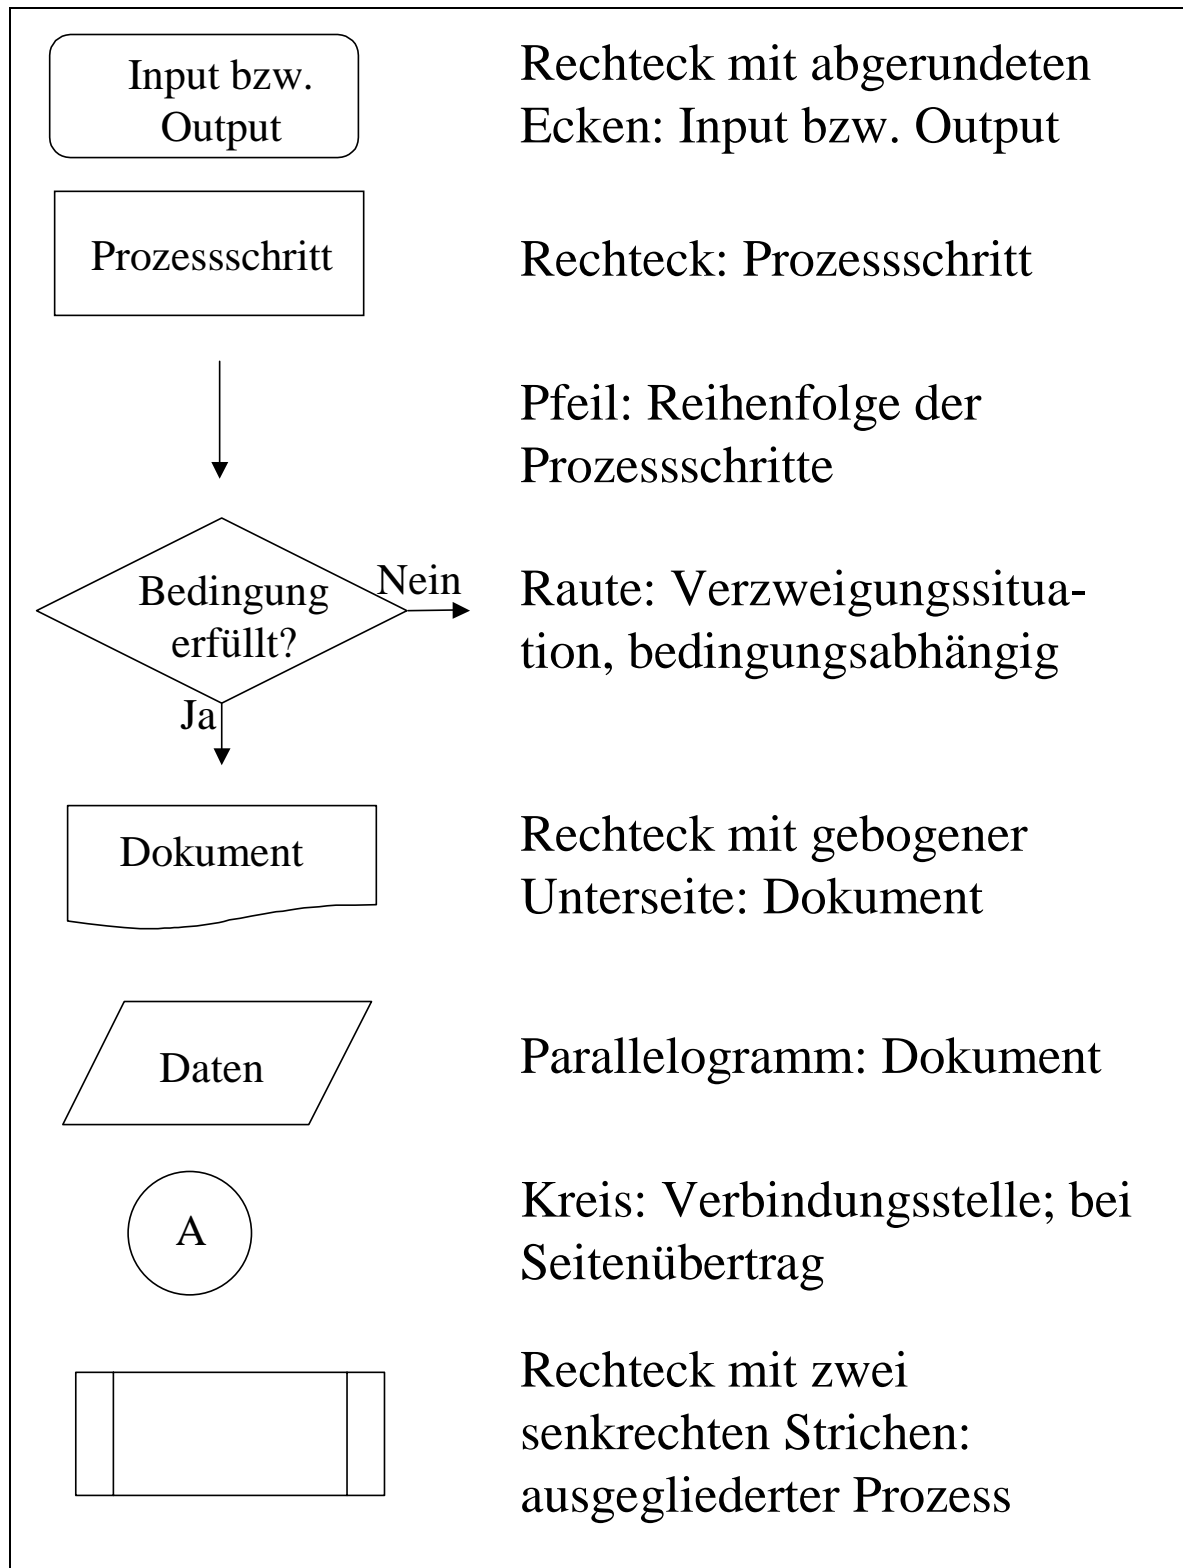 Input bzw.
Output
Rechteck mit abgerundeten
Ecken: Input bzw. Output
Prozessschritt
Rechteck: Prozessschritt
Pfeil: Reihenfolge der
Prozessschritte
Bedingung
erfüllt?
Nein
Ja
Raute: Verzweigungssitua-
tion, bedingungsabhängig
Dokument
Rechteck mit gebogener
Unterseite: Dokument
Daten
Parallelogramm: Dokument
A
Kreis: Verbindungsstelle; bei
Seitenübertrag
Rechteck mit zwei
senkrechten Strichen:
ausgegliederter Prozess